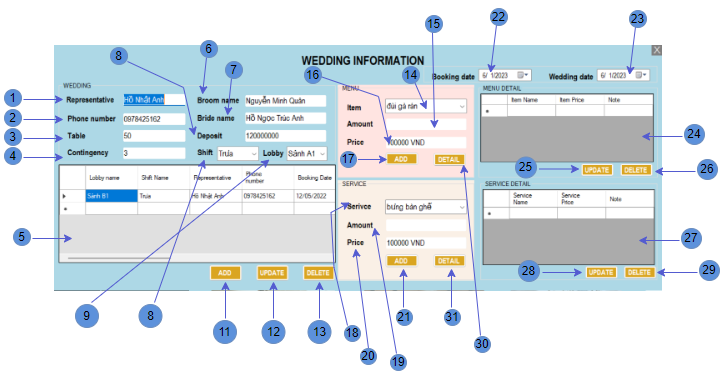 22
23
15
6
7
8
16
14
WEDDING INFORMATION
X
Booking date 6/ 1/2023
Wedding date 6/ 1/2023
WEDDING
MENU
MENU DETAIL
1 Representative Hồ Nhật Anh Broom name Nguyễn Minh Quân
2 Phone number 0978425162 Bride name Hồ Ngọc Trúc Anh
3 Table 50 Deposit 120000000
4 Contingency 3 Shift Trưa Lobby Sảnh A1
Item đùi gà rán
Amount
Price 100000 VND
17 ADD DETAIL
Item Name Item Price Note
24
25 UPDATE DELETE 26
Lobby name Shift Name Representative Phone number Booking Date
Sảnh B1 Trưa Hồ Nhật Anh 0978425162 12/05/2022
5
SERVICE
Serivce bưng bàn ghế
Amount
Price 100000 VND
ADD DETAIL
SERVICE DETAIL
Service Name Service Price Note
27
28 UPDATE DELETE 29
ADD UPDATE DELETE
9
8
11
12
13
18
20
19
21
31
30